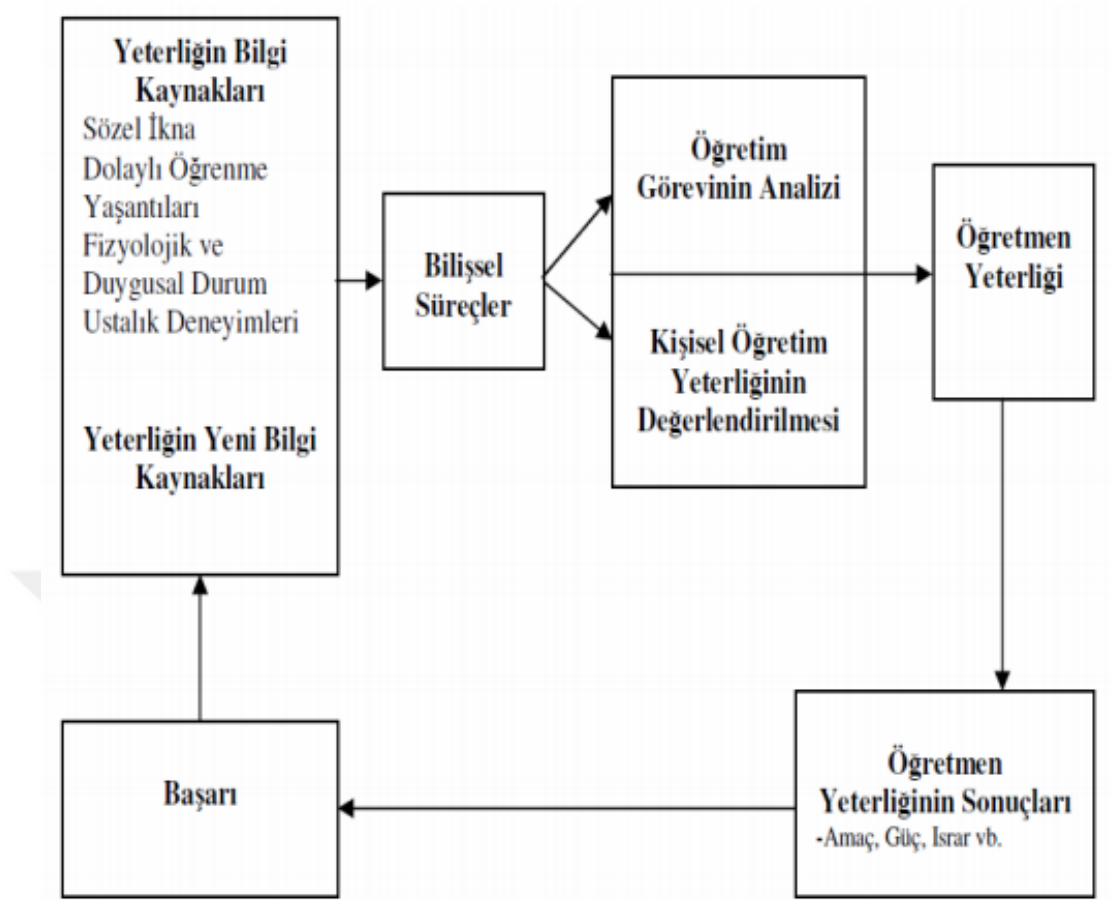 Yeterliğin Bilgi
Kaynakları
Sözel İkna
Dolaylı Öğrenme
Yaşantıları
Fizyolojik ve
Duygusal Durum
Ustalık Deneyimleri
Yeterliğin Yeni Bilgi
Kaynakları
Bilişsel
Süreçler
Öğretim
Görevinin Analizi
Kişisel Öğretim
Yeterliğinin
Değerlendirilmesi
Öğretmen
Yeterliği
Öğretmen
Yeterliğinin Sonuçları
-Amaç, Güç, Israr vb.
Başarı